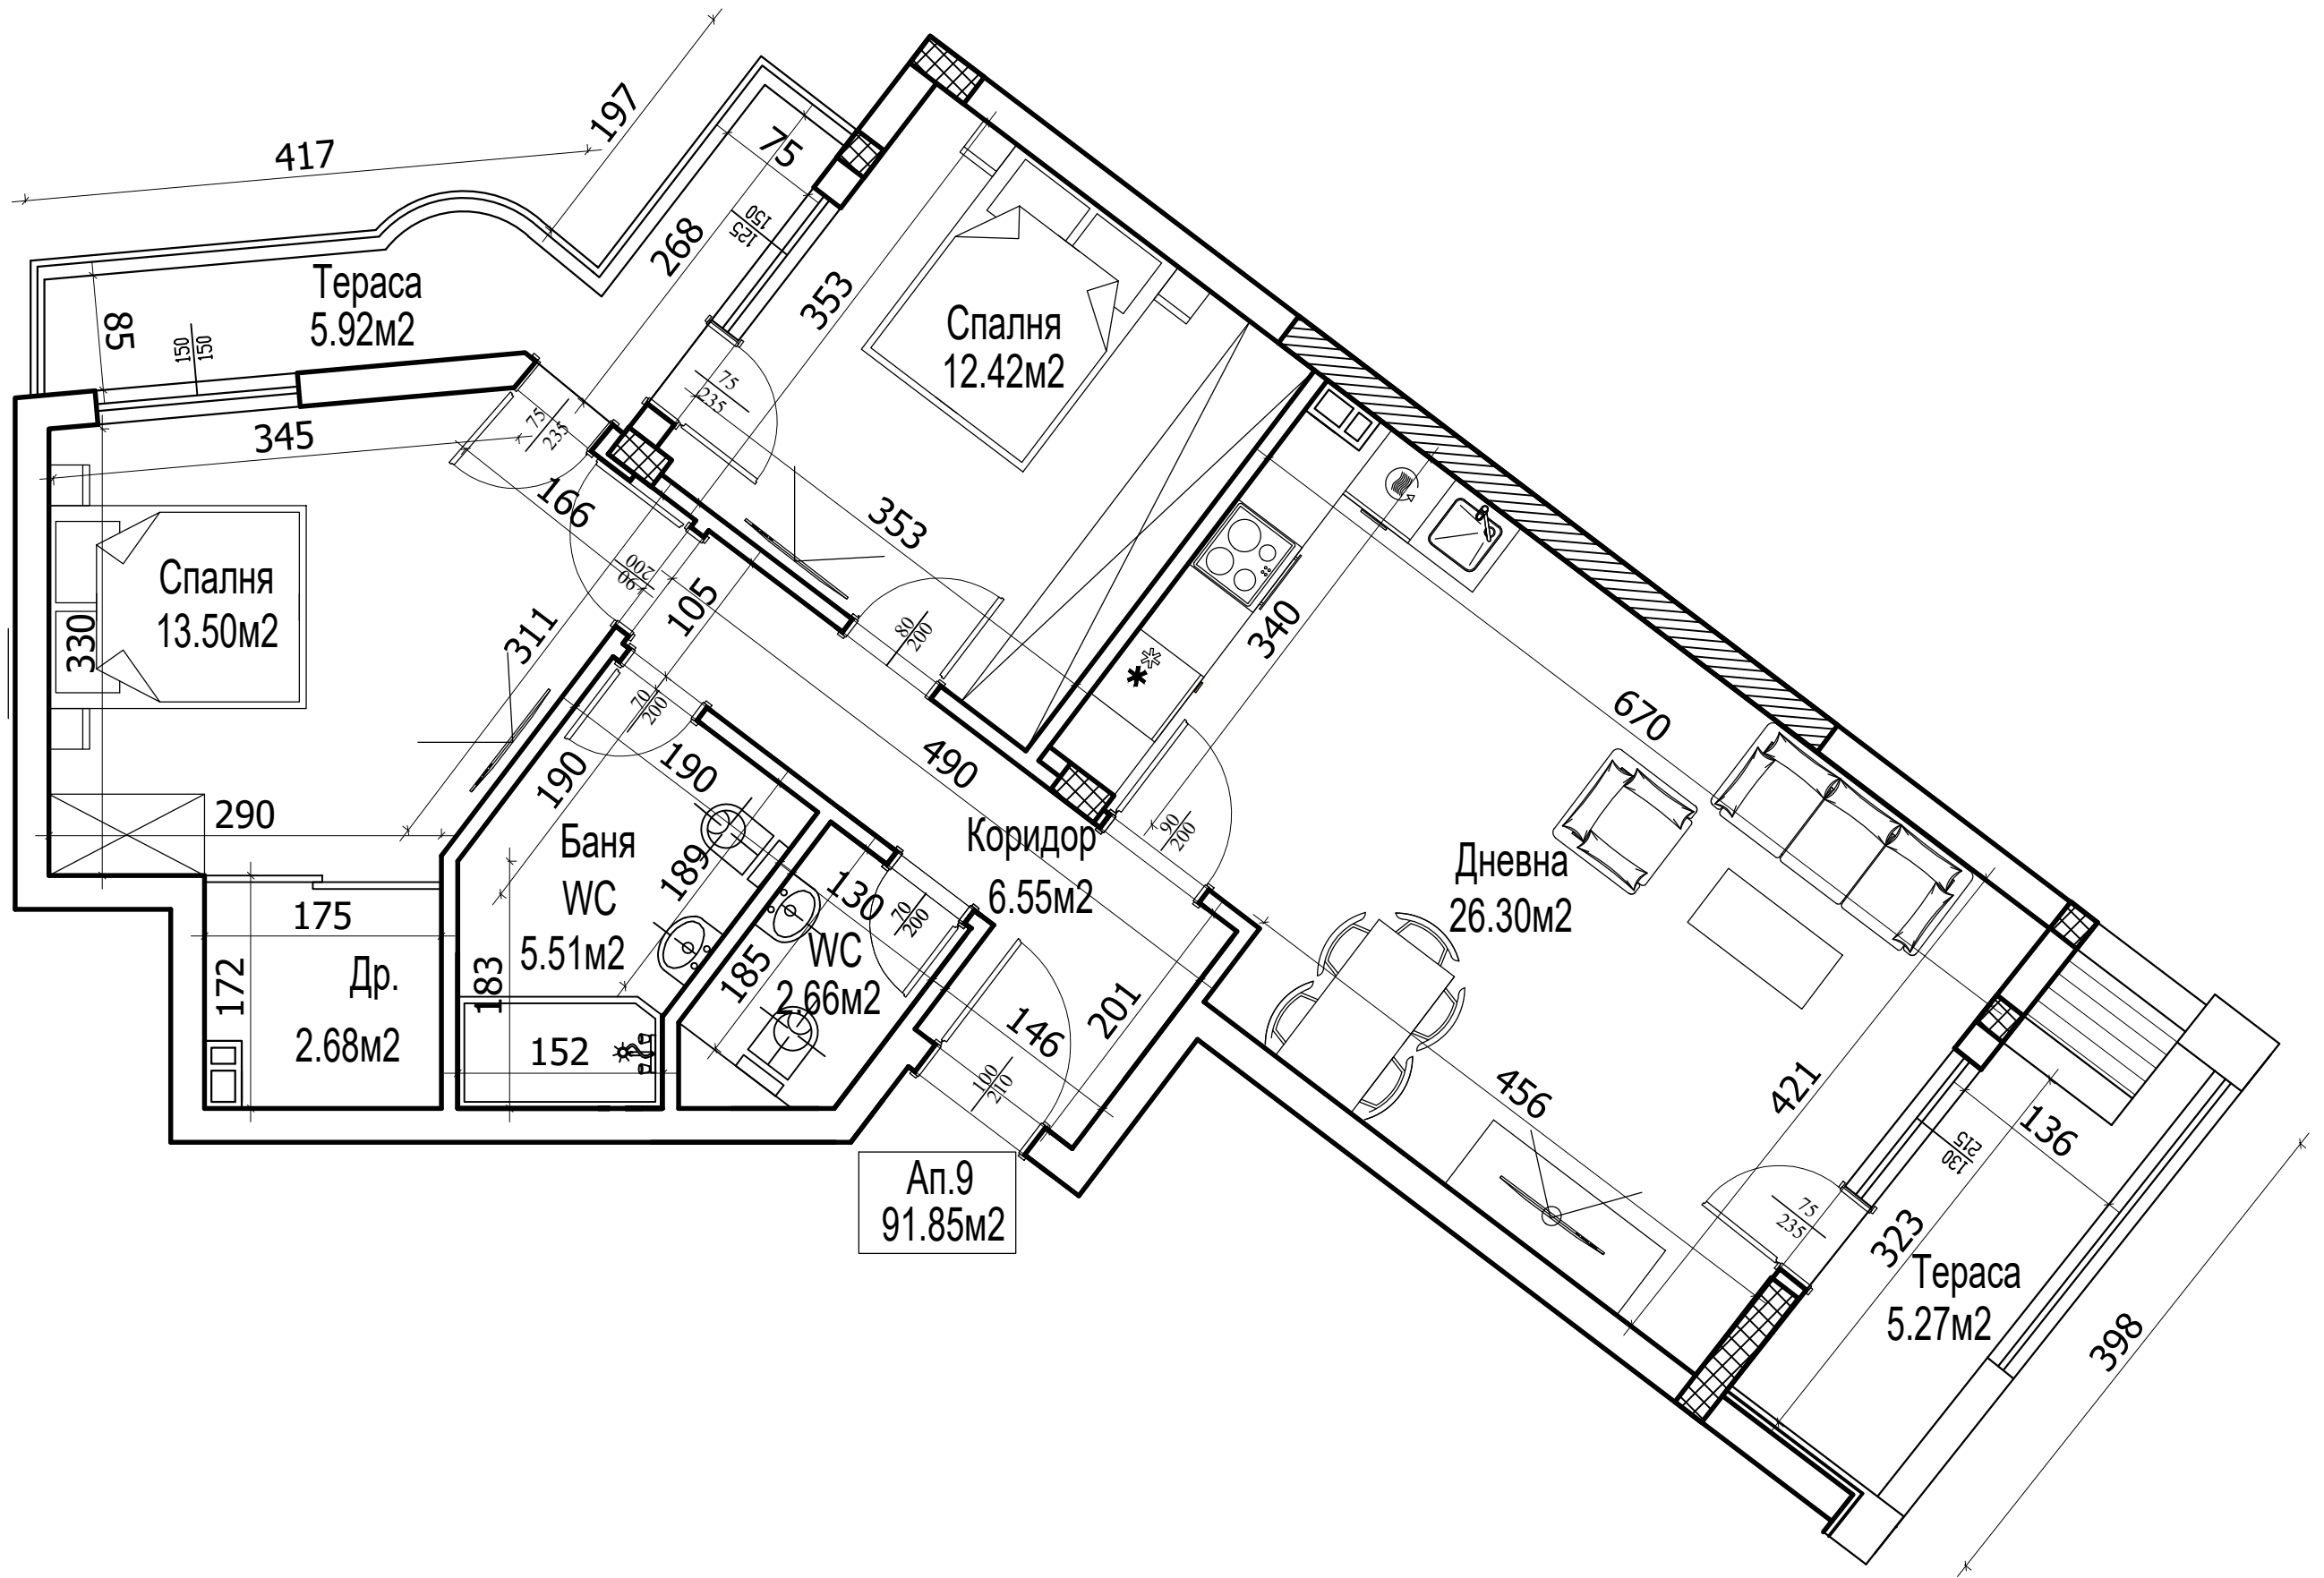 417
197
75
268
150
125
353
Тераса
5.92м2
85
150
150
Спалня
12.42м2
75
235
345
75
235
166
353
Спалня
13.50м2
330
90
200
105
311
80
200
340
70
200
670
190
190
490
290
Баня
WC
5.51м2
189
130
Коридор
6.55м2
90
200
Дневна
26.30м2
70
200
175
172
Др.
2.68м2
183
152
185
WC
2.66м2
201
146
100
210
456
421
136
130
215
75
235
323
Тераса
5.27м2
398
Ап.9
91.85м2